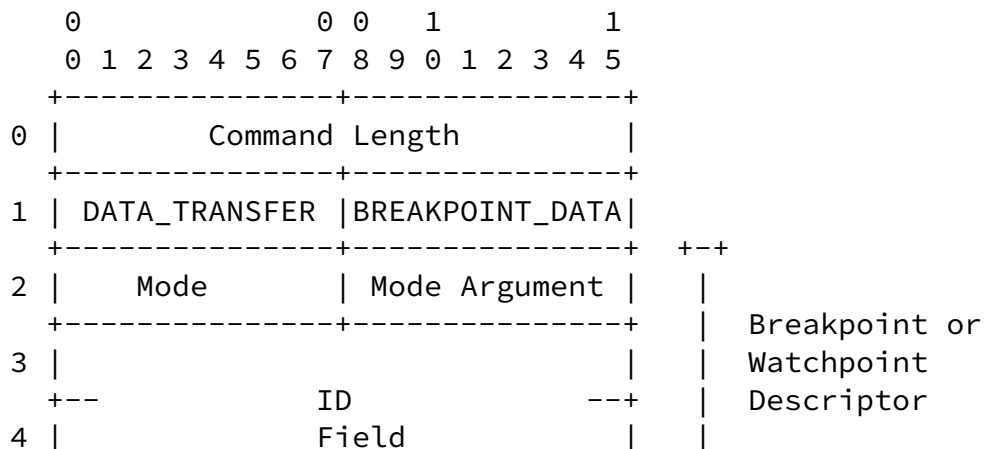 0             0 0   1         1
    0 1 2 3 4 5 6 7 8 9 0 1 2 3 4 5
   +---------------+---------------+
0 |         Command Length         |
   +---------------+---------------+
1 | DATA_TRANSFER |BREAKPOINT_DATA|
   +---------------+---------------+  +-+
2 |    Mode       | Mode Argument |   |
   +---------------+---------------+   |  Breakpoint or
3 |                               |   |  Watchpoint
   +--            ID             --+   |  Descriptor
4 |              Field            |   |